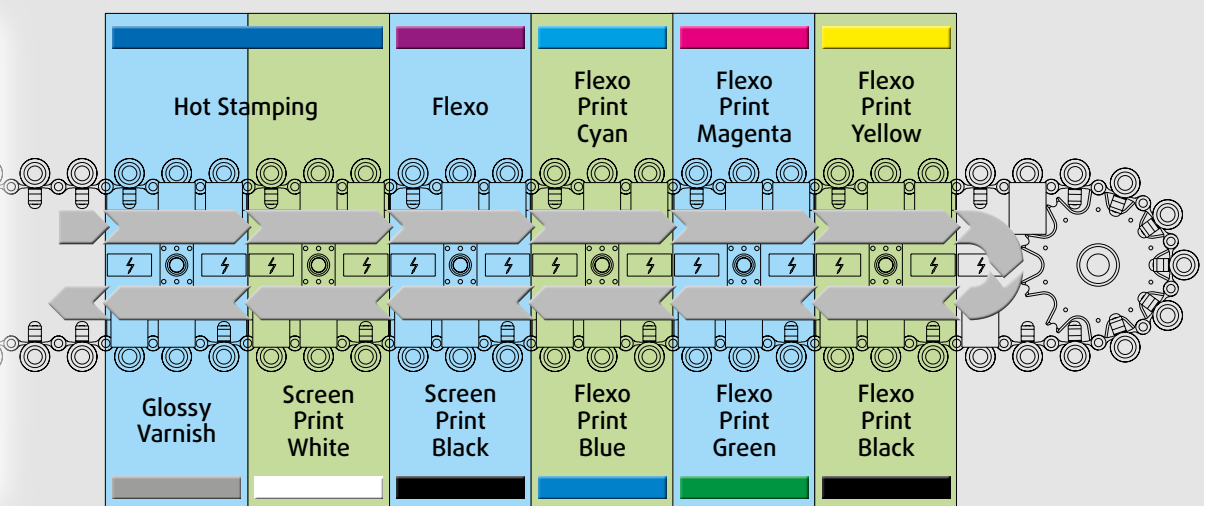 Hot Stamping
Flexo
Flexo
Print
Cyan
Flexo
Print
Magenta
Flexo
Print
Yellow
Glossy
Varnish
Screen
Print
White
Screen
Print
Black
Flexo
Print
Blue
Flexo
Print
Green
Flexo
Print
Black